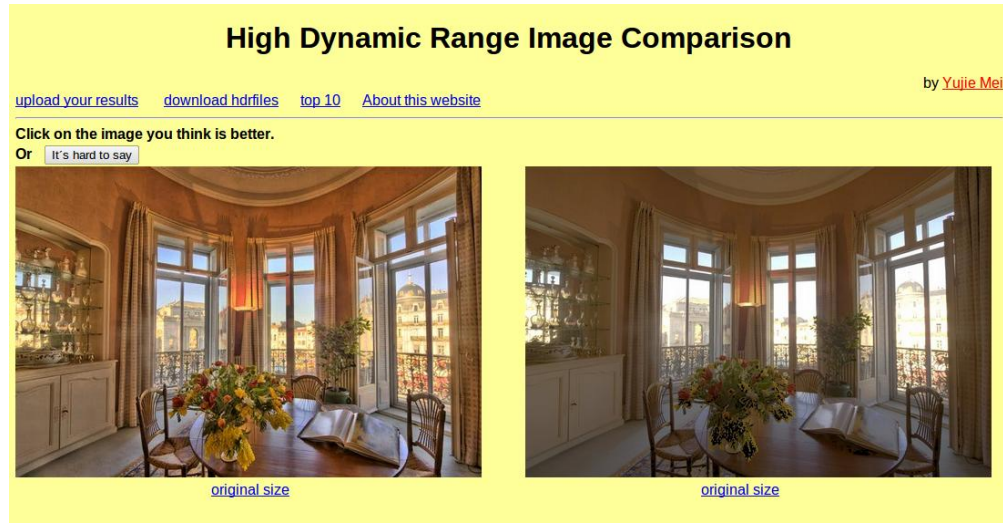 High Dynamic Range Image Comparison
by Yujie Mei
upload your results download hdrfiles top 10 About this website
Click on the image you think is better.
Or It´s hard to say
original size original size